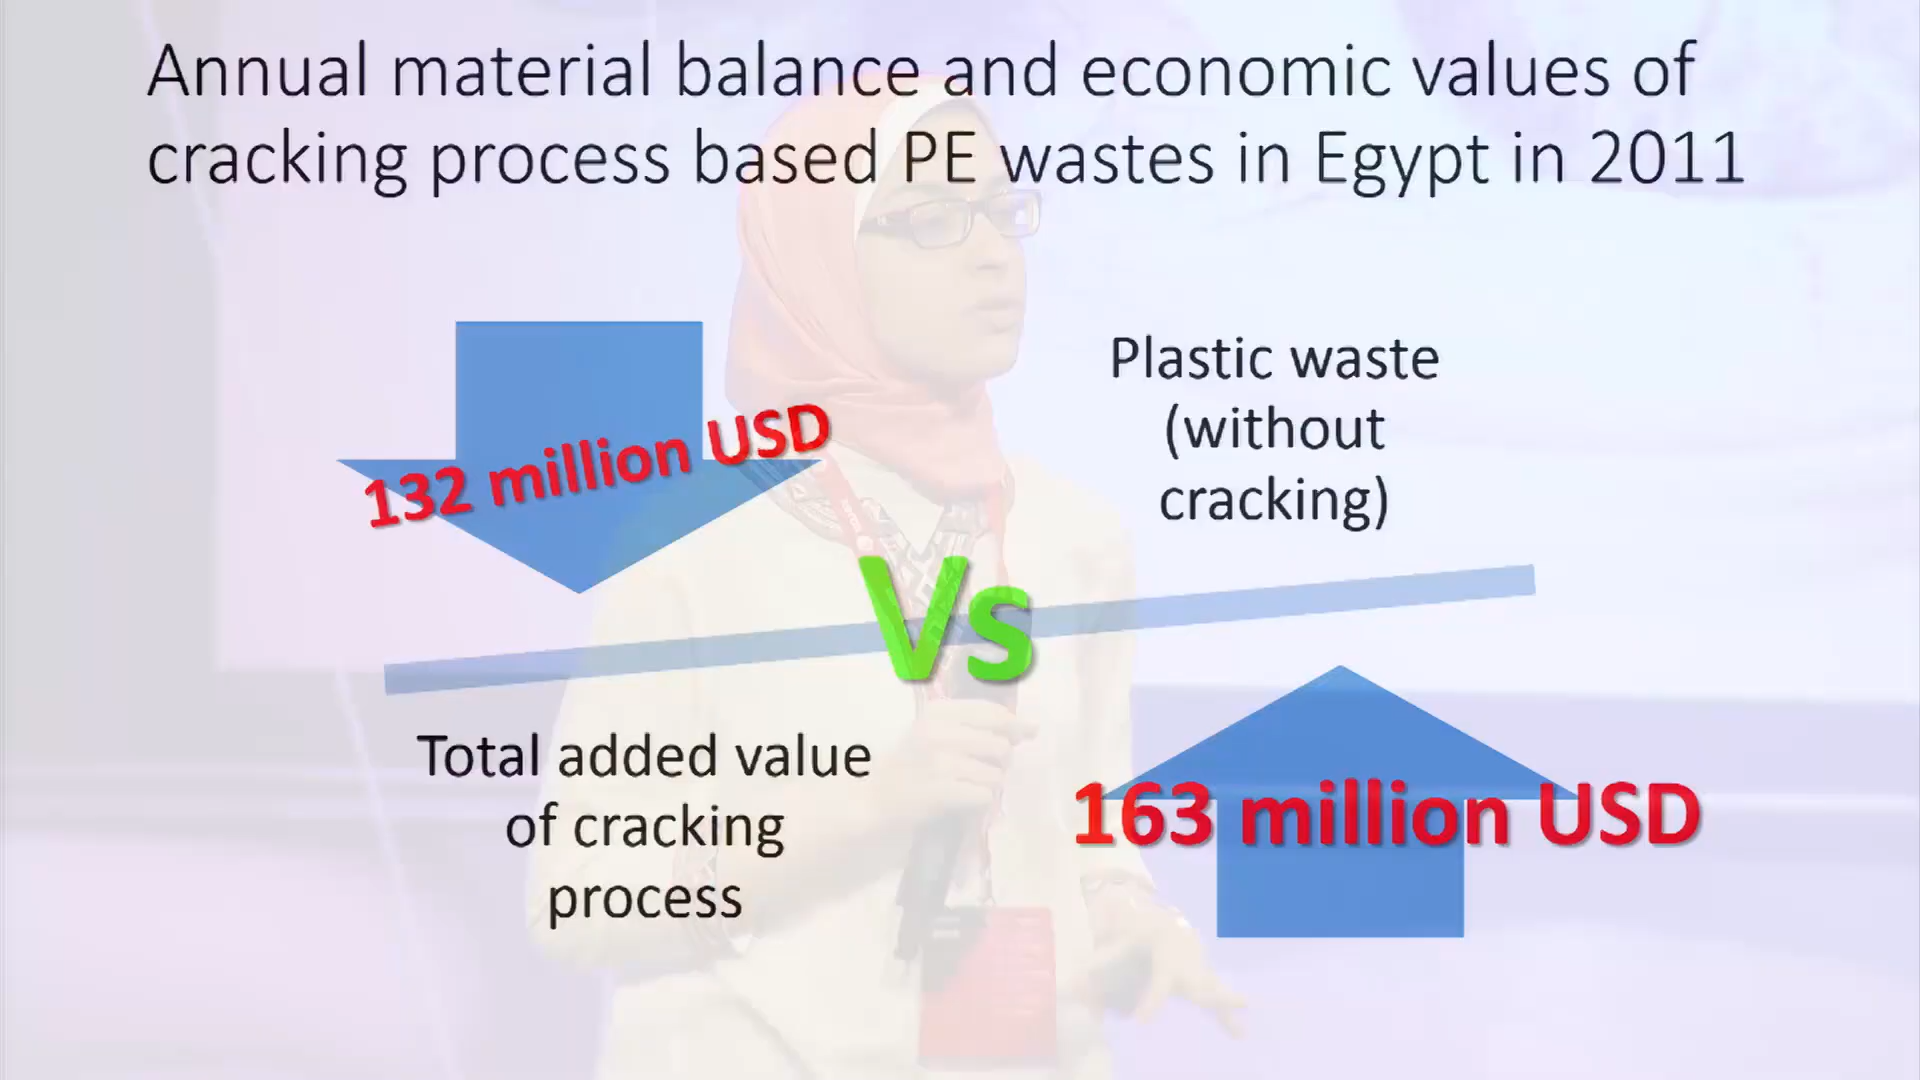 Annual material balance and economic values of
cracking process based PE wastes in Egypt in 2011
132 million USD
Plastic waste
(without
cracking)
Vs
Total added value
of cracking
process
163 million USD